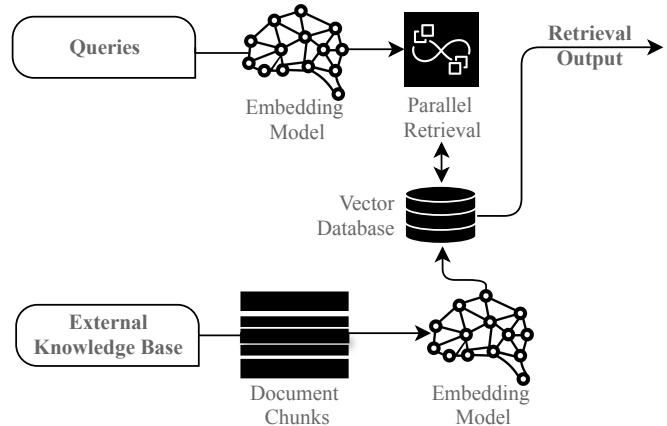 Queries
Embedding
Model
Parallel
Retrieval
Retrieval
Output
Vector
Database
External
Knowledge Base
Document
Chunks
Embedding
Model